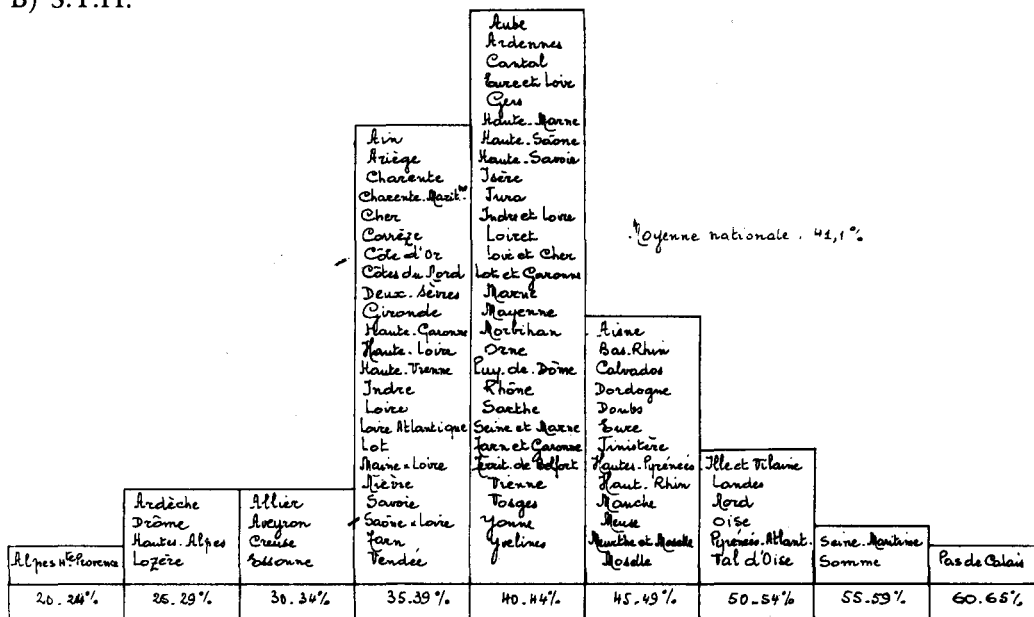 B) S.T.H.
Aube
Ardennes
Cantal
Eure et Loir
Gers
Haute-Marne
Haute-Saône
Haute-Savoie
Isère
Jura
Indre et Loire
Loiret
Loir et Cher
Lot et Garonne
Marne
Mayenne
Morbihan
Orne
Puy-de-Dôme
Rhône
Sarthe
Seine et Marne
Tarn et Garonne
Territ. de Belfort
Vienne
Vosges
Yonne
Yvelines
Ain
Ariège
Charente
Charente-Marit.me
Cher
Corrèze
Côte d'Or
Côtes du Nord
Deux-Sèvres
Gironde
Haute-Garonne
Haute-Loire
Haute-Vienne
Indre
Loire
Loire Atlantique
Lot
Maine-Loire
Nièvre
Savoie
Saône-Loire
Tarn
Vendée
Moyenne nationale. 41,1%
Aisne
Bas-Rhin
Calvados
Dordogne
Doubs
Eure
Finistère
Hautes-Pyrénées
Haut-Rhin
Manche
Meuse
Meurthe et Moselle
Moselle
Ille et Vilaine
Landes
Nord
Oise
Pyrénées-Atlant.
Val d'Oise
Ardèche
Drôme
Hautes-Alpes
Lozère
Allier
Aveyron
Creuse
Essonne
Seine-Maritime
Somme
Alpes Hte Provence
Pas de Calais
20-24% 25-29% 30-34% 35-39% 40-44% 45-49% 50-54% 55-59% 60-65%